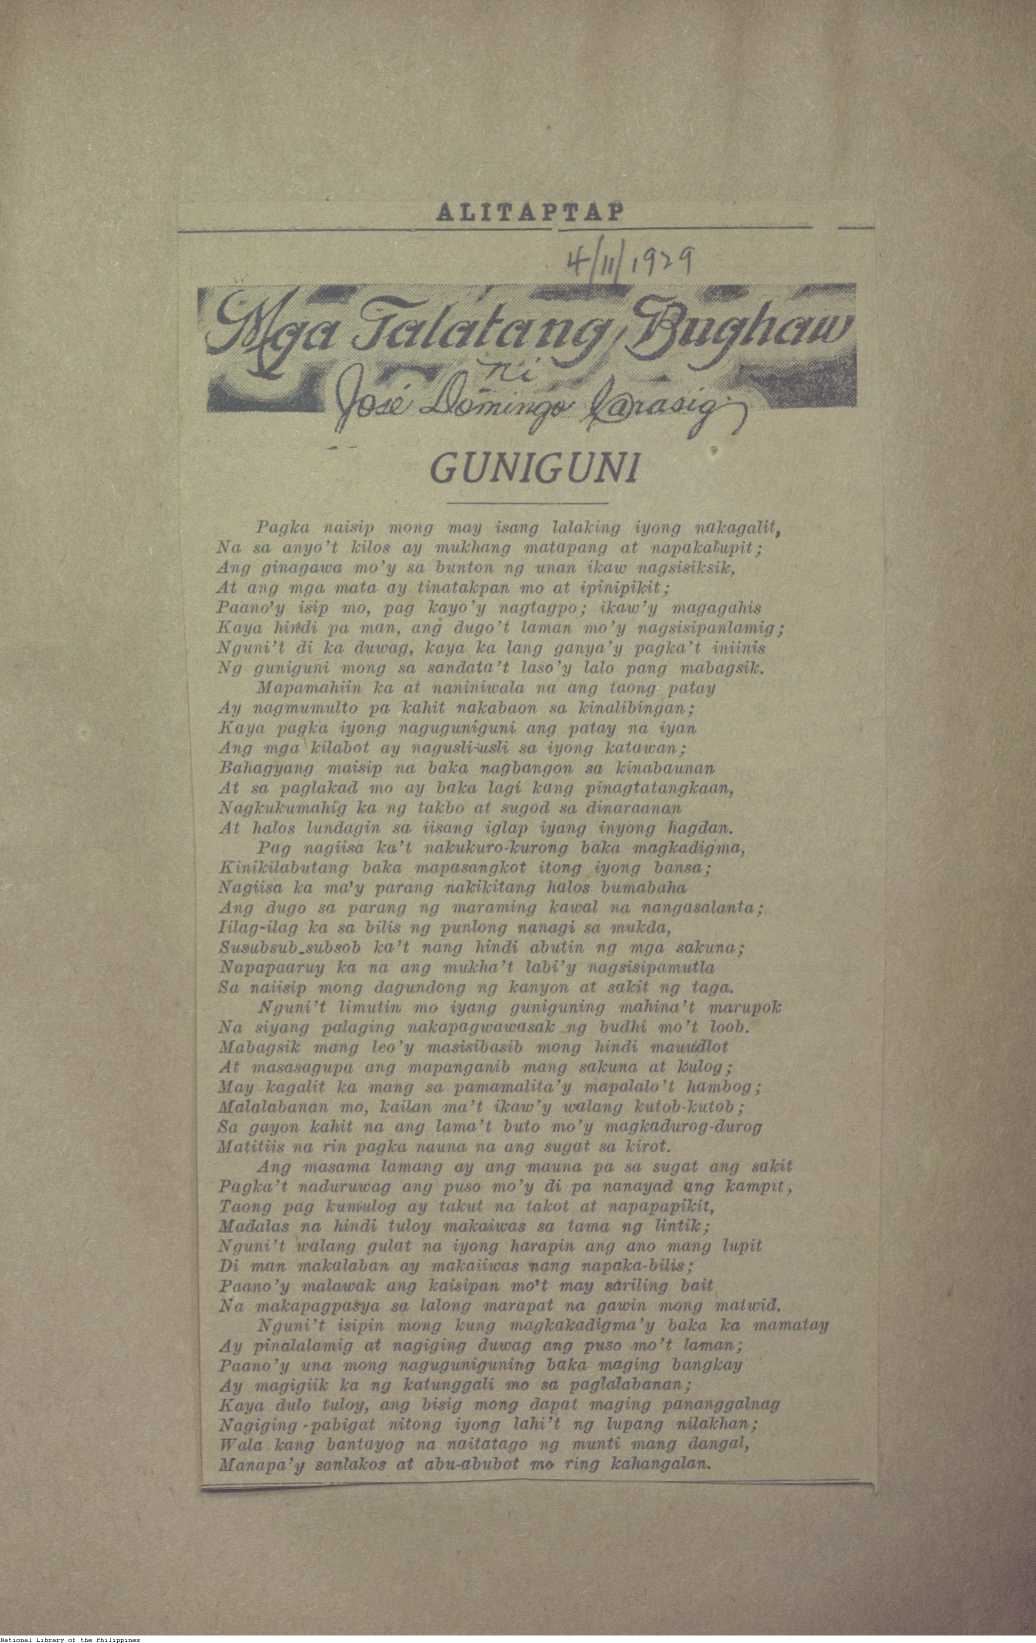 ALITAPTAP
4/11/1929
Mga Talatang Bughaw
ni
José Domingo Karasig
GUNIGUNI
Pagka naisip mong may isang lalaking iyong nakagalit,
Na sa anyo't kilos ay mukhang matapang at napakalupit;
Ang ginagawa mo'y sa bunton ng unan ikaw nagsisiksik,
At ang mga mata ay tinatakpan mo at ipinipikit;
Paano'y isip mo, pag kayo'y nagtagpo; ikaw'y magagahis
Kaya hindi pa man, ang dugo't laman mo'y nagsisipanlamig;
Nguni't di ka duwag, kaya ka lang ganya'y pagka't iniinis
Ng guniguni mong sa sandata't laso'y lalo pang mabagsik.
Mapamahiin ka at naniniwala na ang taong patay
Ay nagmumulto pa kahit nakabaon sa kinalibingan;
Kaya pagka iyong naguguniguni ang patay na iyan
Ang mga kilabot ay nagusli-usli sa iyong katawan;
Bahagyang maisip na baka nagbangon sa kinabaunan
At sa paglakad mo ay baka lagi kang pinagtatangkaan,
Nagkukumahig ka ng takbo at sugod sa dinaraanan
At halos lundagin sa iisang iglap iyang inyong hagdan.
Pag nagiisa ka't nakukuro-kurong baka magkadigma,
Kinikilabutang baka mapasangkot itong iyong bansa;
Nagiisa ka ma'y parang nakikitang halos bumabaha
Ang dugo sa parang ng maraming kawal na nangasalanta;
Iilag-ilag ka sa bilis ng punlong nanagi sa mukda,
Susubsub-subsob ka't nang hindi abutin ng mga sakuna;
Napapaaruy ka na ang mukha't labi'y nagsisipamutla
Sa naiisip mong dagundong ng kanyon at sakit ng taga.
Nguni't limutin mo iyang guniguning mahina't marupok
Na siyang palaging nakapagwawasak ng budhi mo't loob.
Mabagsik mang leo'y masisibasib mong hindi mauudlot
At masasagupa ang mapanganib mang sakuna at kulog;
May kagalit ka mang sa pamamalita'y mapalalo't hambog;
Malalabanan mo, kailan ma't ikaw'y walang kutob-kutob;
Sa gayon kahit na ang lama't buto mo'y magkadurog-durog
Matitiis na rin pagka nauna na ang sugat sa kirot.
Ang masama lamang ay ang mauna pa sa sugat ang sakit
Pagka't naduruwag ang puso mo'y di pa nanayad ang kampit,
Taong pag kumulog ay takut na takot at napapapikit,
Madalas na hindi tuloy makaiwas sa tama ng lintik;
Nguni't walang gulat na iyong harapin ang ano mang lupit
Di man makalaban ay makaiiwas nang napaka-bilis;
Paano'y malawak ang kaisipan mo't may sariling bait
Na makapagpasya sa lalong marapat na gawin mong matwid.
Nguni't isipin mong kung magkakadigma'y baka ka mamatay
Ay pinalalamig at nagiging duwag ang puso mo't laman;
Paano'y una mong naguguniguning baka maging bangkay
Ay magigiik ka ng katunggali mo sa paglalabanan;
Kaya dulo tuloy, ang bisig mong dapat maging pananggalnag
Nagiging-pabigat nitong iyong lahi't ng lupang nilakhan;
Wala kang bantayog na naitatago ng munti mang dangal,
Manapa'y sanlakos at abu-abubot mo ring kahangalan.
National Library of the Philippines